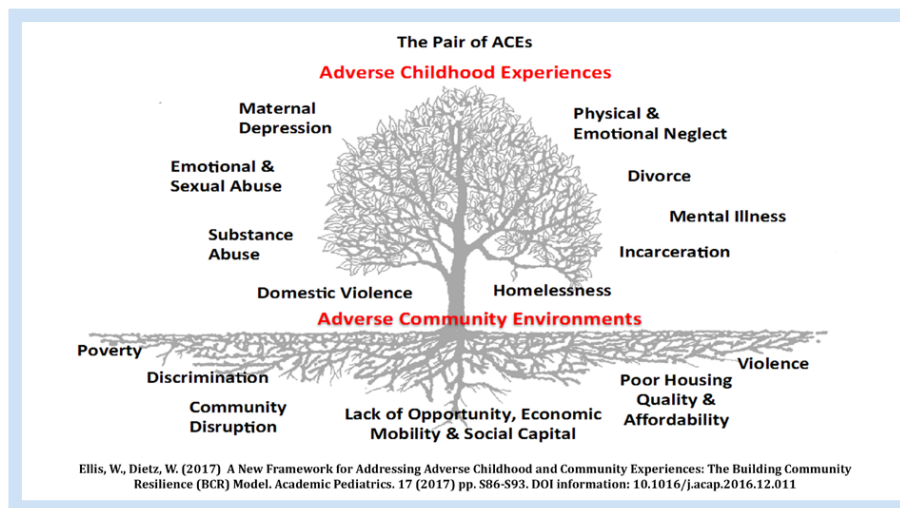 The Pair of ACEs
Adverse Childhood Experiences
Maternal
Depression
Physical &
Emotional Neglect
Emotional &
Sexual Abuse
Divorce
Mental Illness
Substance
Abuse
Incarceration
Domestic Violence
Homelessness
Adverse Community Environments
Poverty
Violence
Discrimination
Poor Housing
Quality &
Affordability
Community
Disruption
Lack of Opportunity, Economic
Mobility & Social Capital
Ellis, W., Dietz, W. (2017) A New Framework for Addressing Adverse Childhood and Community Experiences: The Building Community
Resilience (BCR) Model. Academic Pediatrics. 17 (2017) pp. S86-S93. DOI information: 10.1016/j.acap.2016.12.011